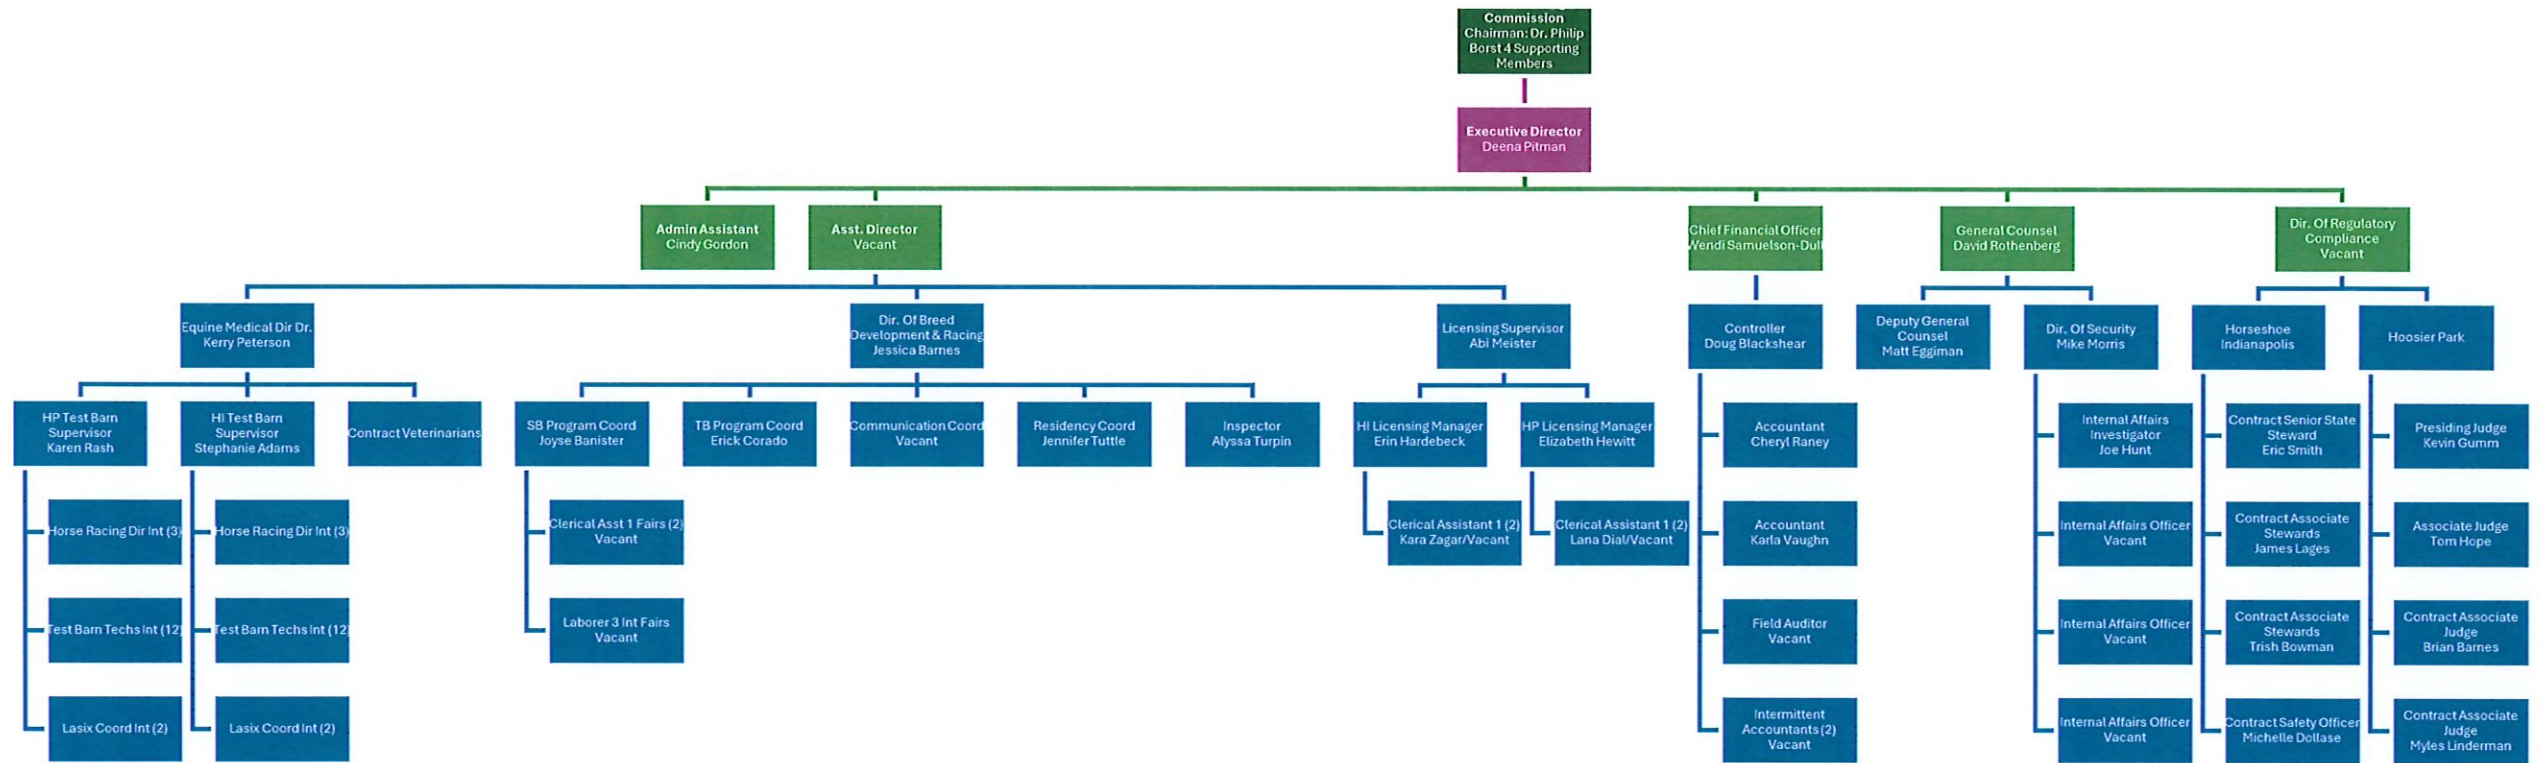 Commission
Chairman: Dr. Philip
Borst 4 Supporting
Members
Executive Director
Deena Pitman
Admin Assistant
Cindy Gordon
Asst. Director
Vacant
Chief Financial Officer
Wendi Samuelson-Dull
General Counsel
David Rothenberg
Dir. Of Regulatory
Compliance
Vacant
Equine Medical Dir Dr.
Kerry Peterson
Dir. Of Breed
Development & Racing
Jessica Barnes
Licensing Supervisor
Abi Meister
Controller
Doug Blackshear
Deputy General
Counsel
Matt Eggiman
Dir. Of Security
Mike Morris
Horseshoe
Indianapolis
Hoosier Park
HP Test Barn
Supervisor
Karen Rash
HI Test Barn
Supervisor
Stephanie Adams
Contract Veterinarians
SB Program Coord
Joyse Banister
TB Program Coord
Erick Corado
Communication Coord
Vacant
Residency Coord
Jennifer Tuttle
Inspector
Alyssa Turpin
HI Licensing Manager
Erin Hardebeck
HP Licensing Manager
Elizabeth Hewitt
Accountant
Cheryl Raney
Internal Affairs
Investigator
Joe Hunt
Contract Senior State
Steward
Eric Smith
Presiding Judge
Kevin Gumm
Horse Racing Dir Int (3)
Horse Racing Dir Int (3)
Clerical Asst 1 Fairs (2)
Vacant
Clerical Assistant 1 (2)
Kara Zagar/Vacant
Clerical Assistant 1 (2)
Lana Dial/Vacant
Accountant
Karla Vaughn
Internal Affairs Officer
Vacant
Contract Associate
Stewards
James Lages
Associate Judge
Tom Hope
Test Barn Techs Int (12)
Test Barn Techs Int (12)
Laborer 3 Int Fairs
Vacant
Field Auditor
Vacant
Internal Affairs Officer
Vacant
Contract Associate
Stewards
Trish Bowman
Contract Associate
Judge
Brian Barnes
Lasix Coord Int (2)
Lasix Coord Int (2)
Intermittent
Accountants (2)
Vacant
Internal Affairs Officer
Vacant
Contract Safety Officer
Michelle Dollase
Contract Associate
Judge
Myles Linderman